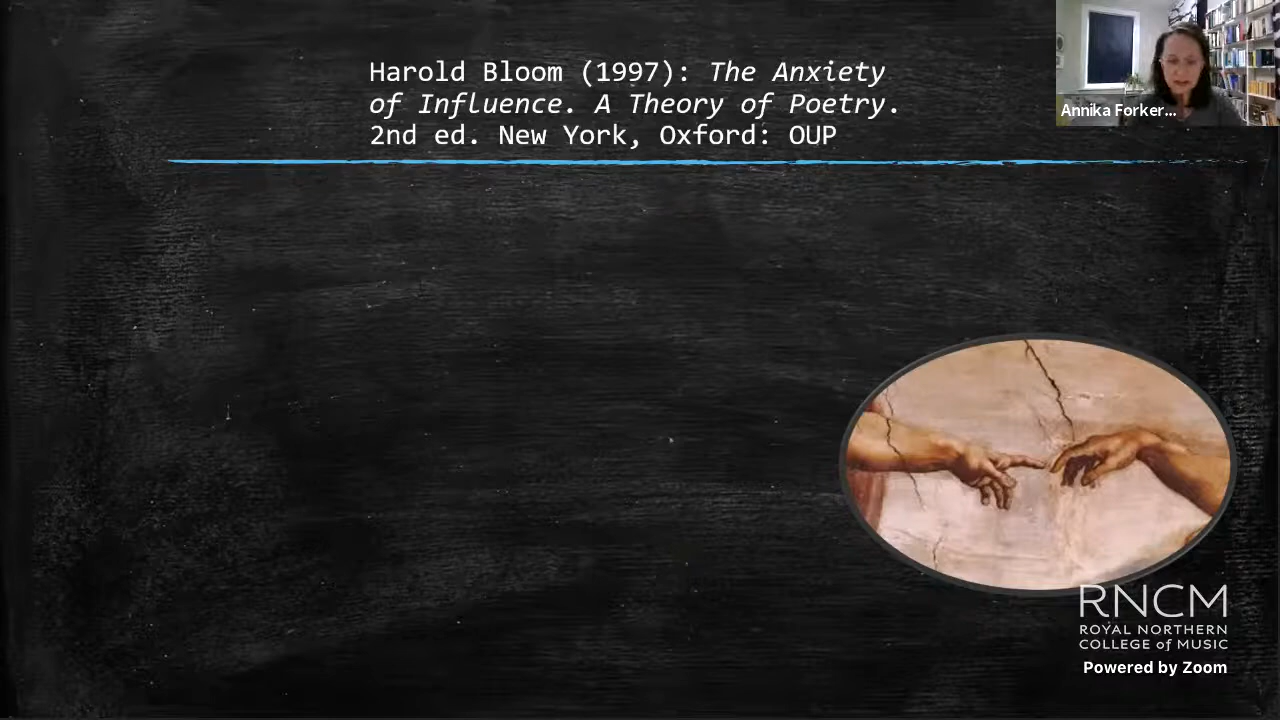 Harold Bloom (1997): The Anxiety
of Influence. A Theory of Poetry.
2nd ed. New York, Oxford: OUP
Annika Forker...
RNCM
ROYAL NORTHERN
COLLEGE of MUSIC
Powered by Zoom